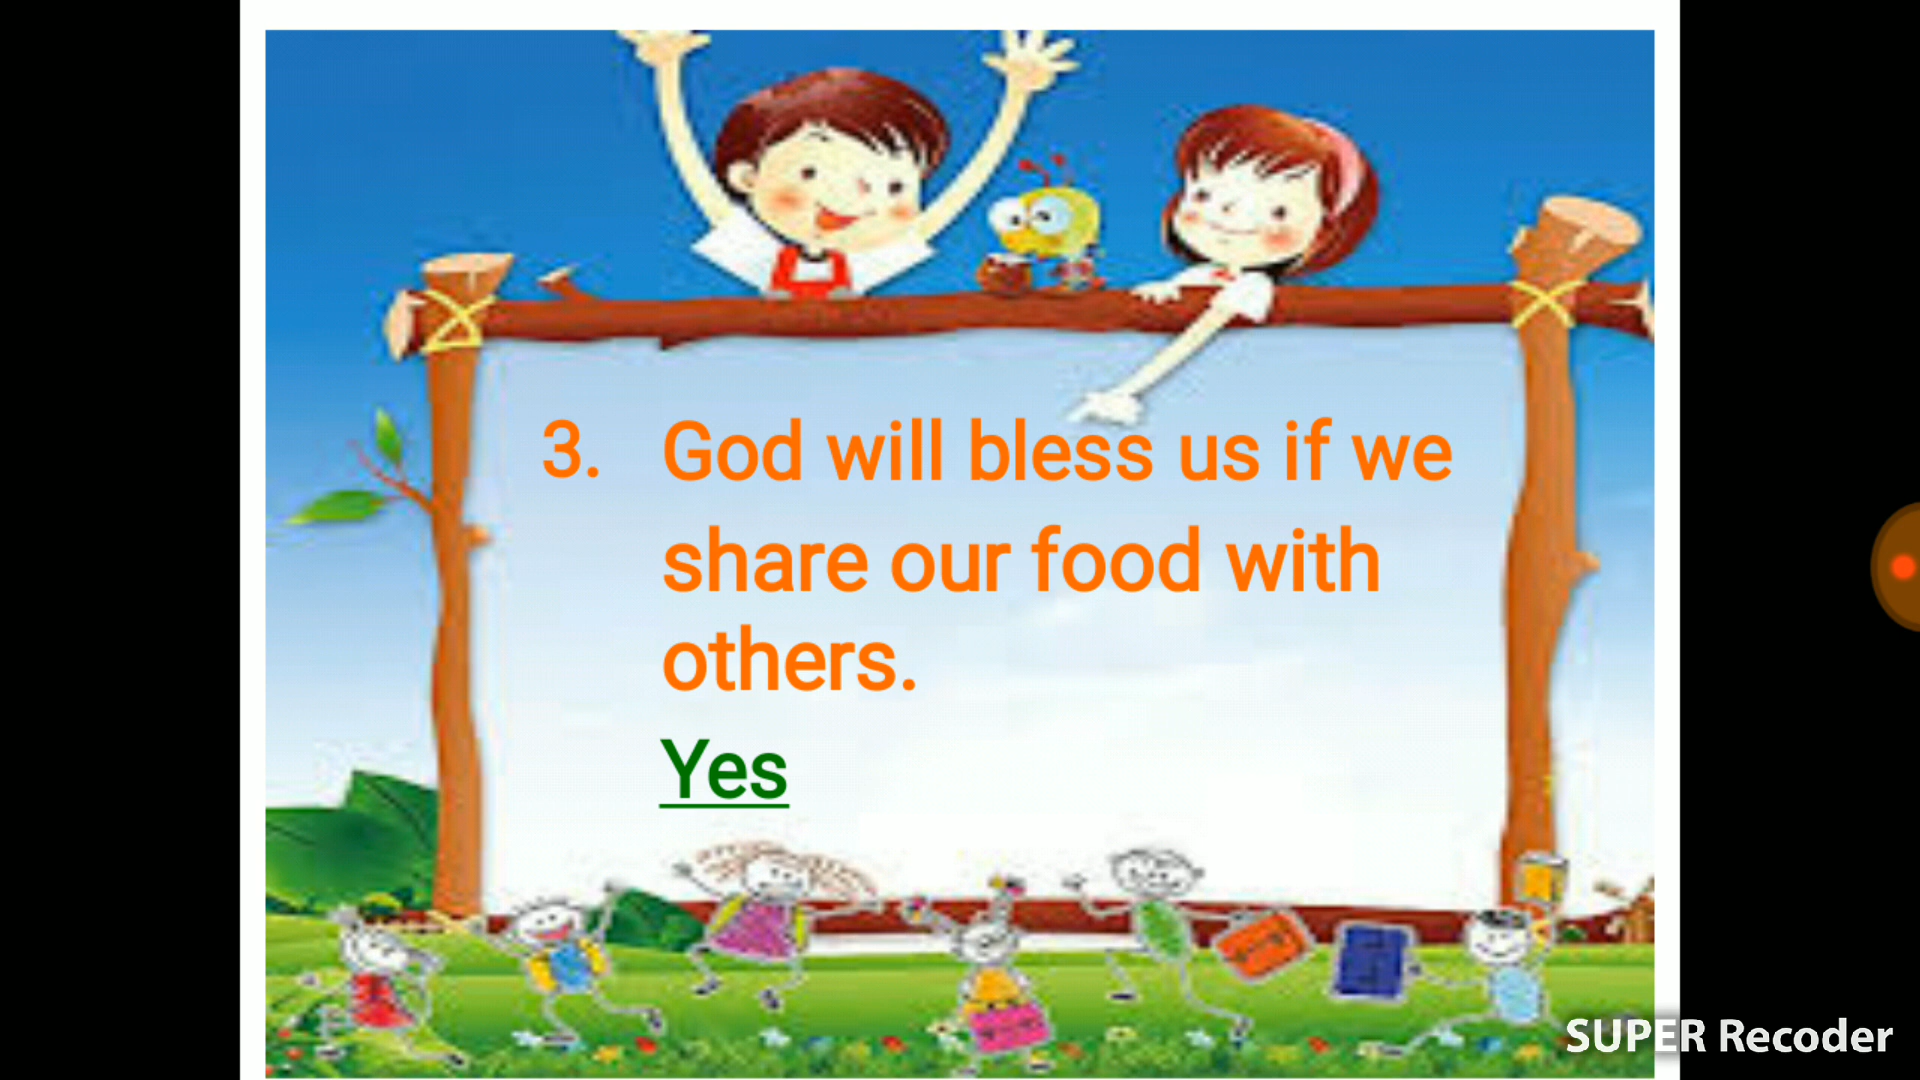 3. God will bless us if we
share our food with
others.
Yes
SUPER Recoder